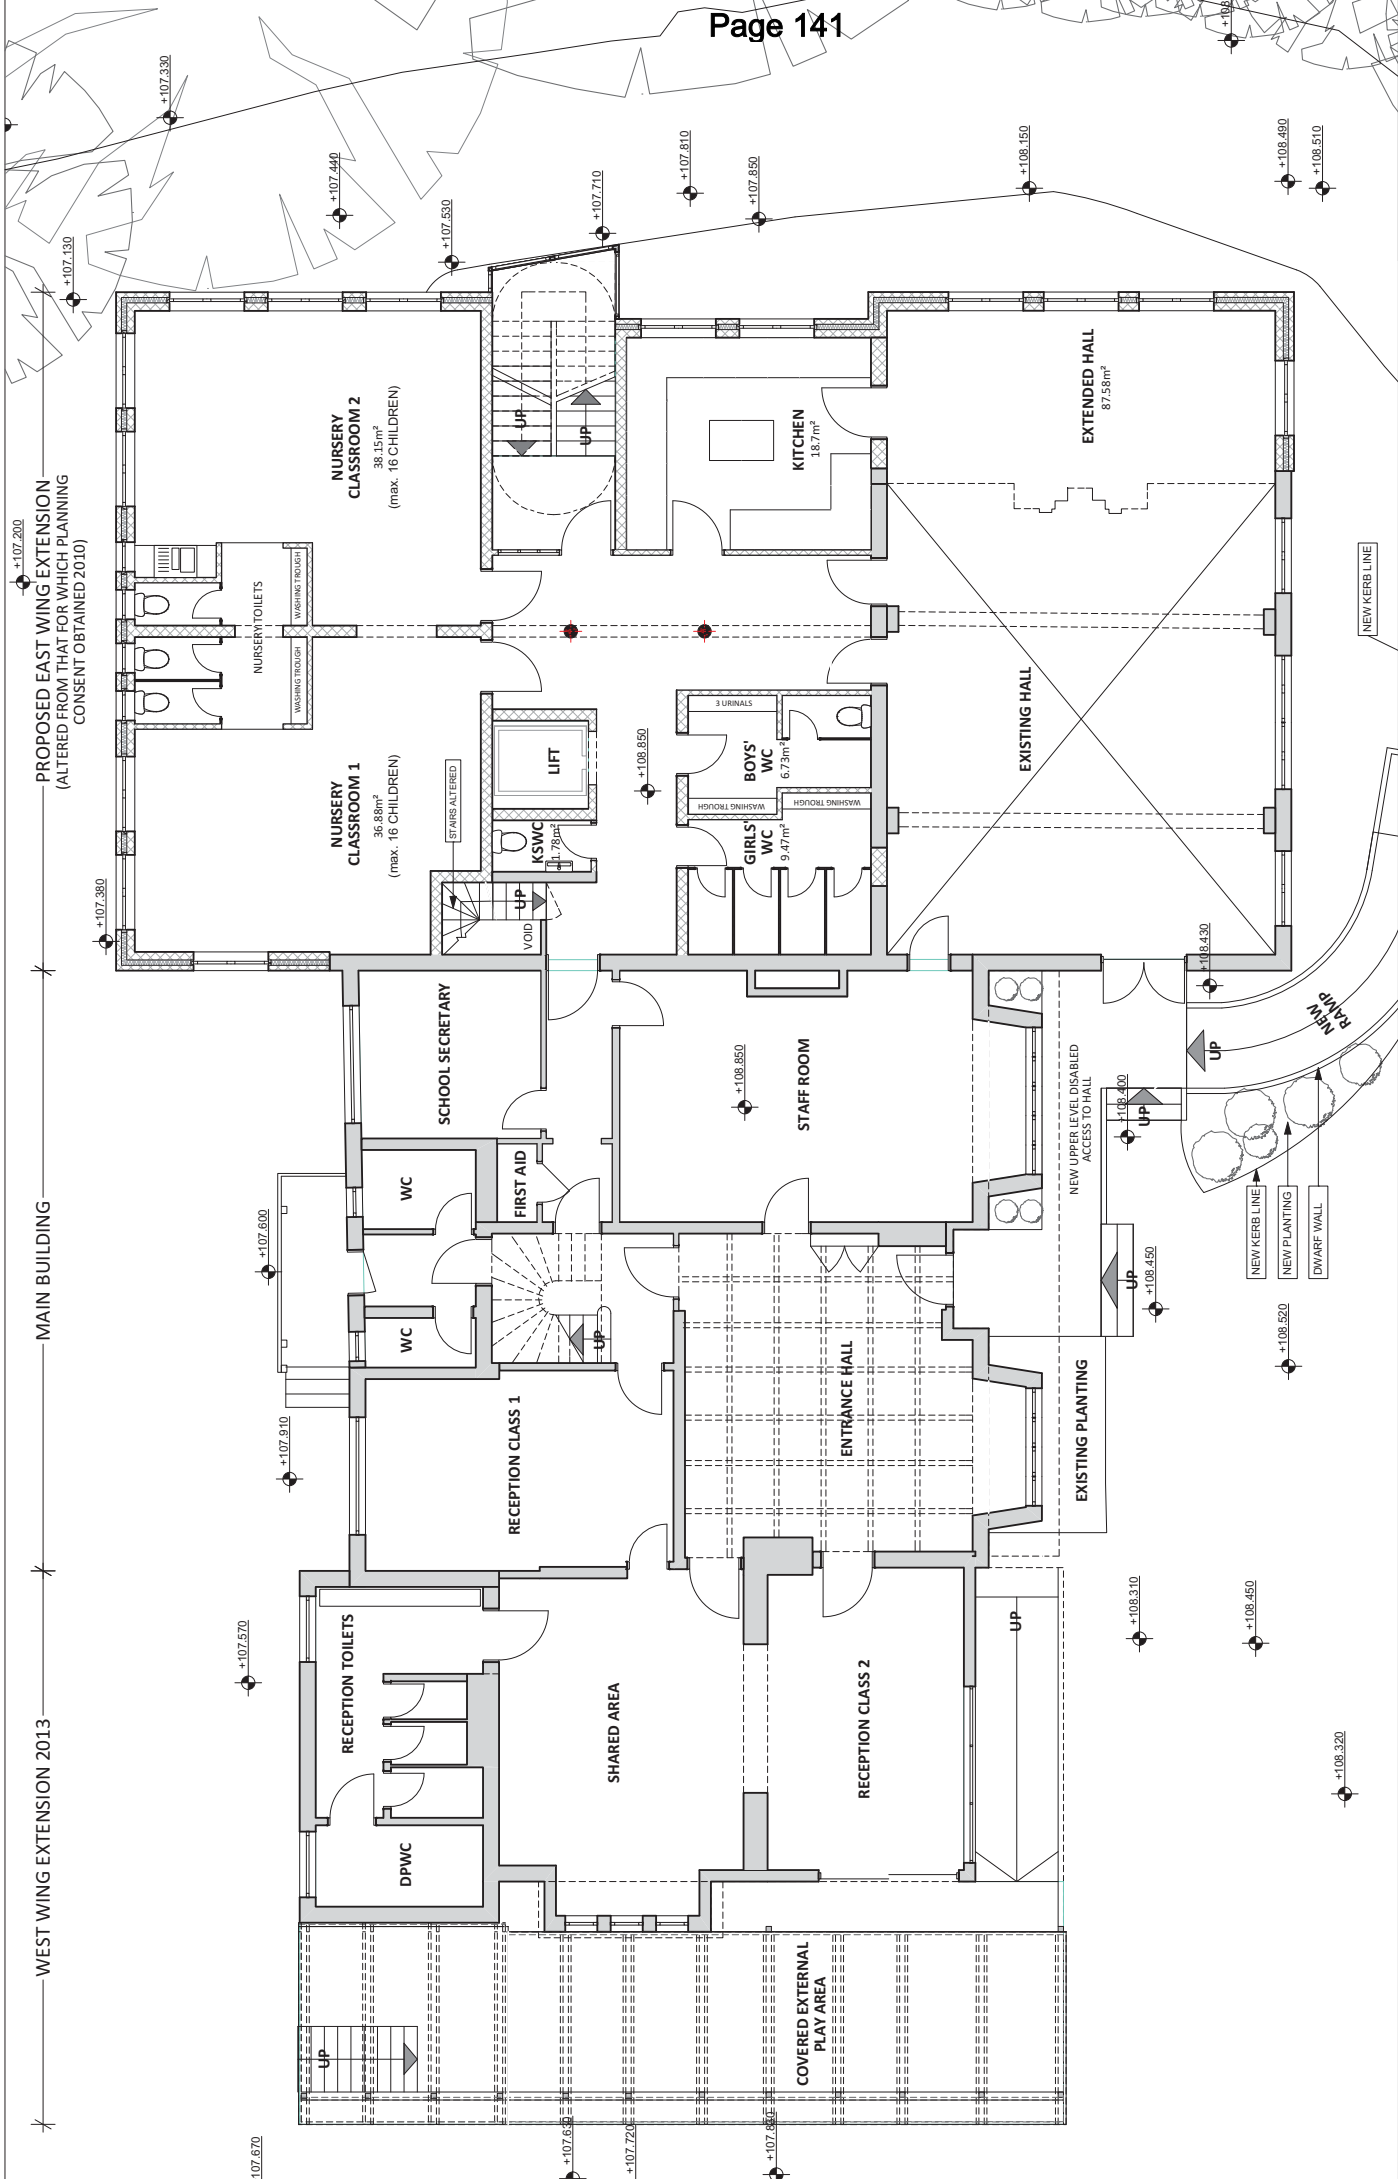 Page 141
WEST WING EXTENSION 2013
MAIN BUILDING
PROPOSED EAST WING EXTENSION
(ALTERED FROM THAT FOR WHICH PLANNING
CONSENT OBTAINED 2010)
+107.330
+107.440
+107.130
+107.530
+107.710
+107.810
+107.850
+108.150
+108.490
+108.510
+107.200
+107.380
NURSERY
CLASSROOM 2
38.15m²
(max. 16 CHILDREN)
UP
UP
KITCHEN
18.7m²
EXTENDED HALL
87.58m²
NURSERY TOILETS
WASHING TROUGH
WASHING TROUGH
NEW KERB LINE
NURSERY
CLASSROOM 1
36.88m²
(max. 16 CHILDREN)
STAIRS ALTERED
LIFT
+108.850
3 URINALS
BOYS'
WC
6.73m²
WASHING TROUGH
WASHING TROUGH
GIRLS'
WC
9.47m²
KSWC
1.78m²
UP
VOID
EXISTING HALL
+108.430
NEW
RAMP
UP
SCHOOL SECRETARY
STAFF ROOM
+108.850
NEW UPPER LEVEL DISABLED
ACCESS TO HALL
+108.400
UP
WC
FIRST AID
NEW KERB LINE
NEW PLANTING
DWARF WALL
+107.600
WC
UP
UP
+108.450
+108.520
+107.910
RECEPTION CLASS 1
ENTRANCE HALL
EXISTING PLANTING
+107.570
RECEPTION TOILETS
SHARED AREA
RECEPTION CLASS 2
UP
+108.310
+108.450
+108.320
DPWC
UP
COVERED EXTERNAL
PLAY AREA
107.670
+107.630
+107.720